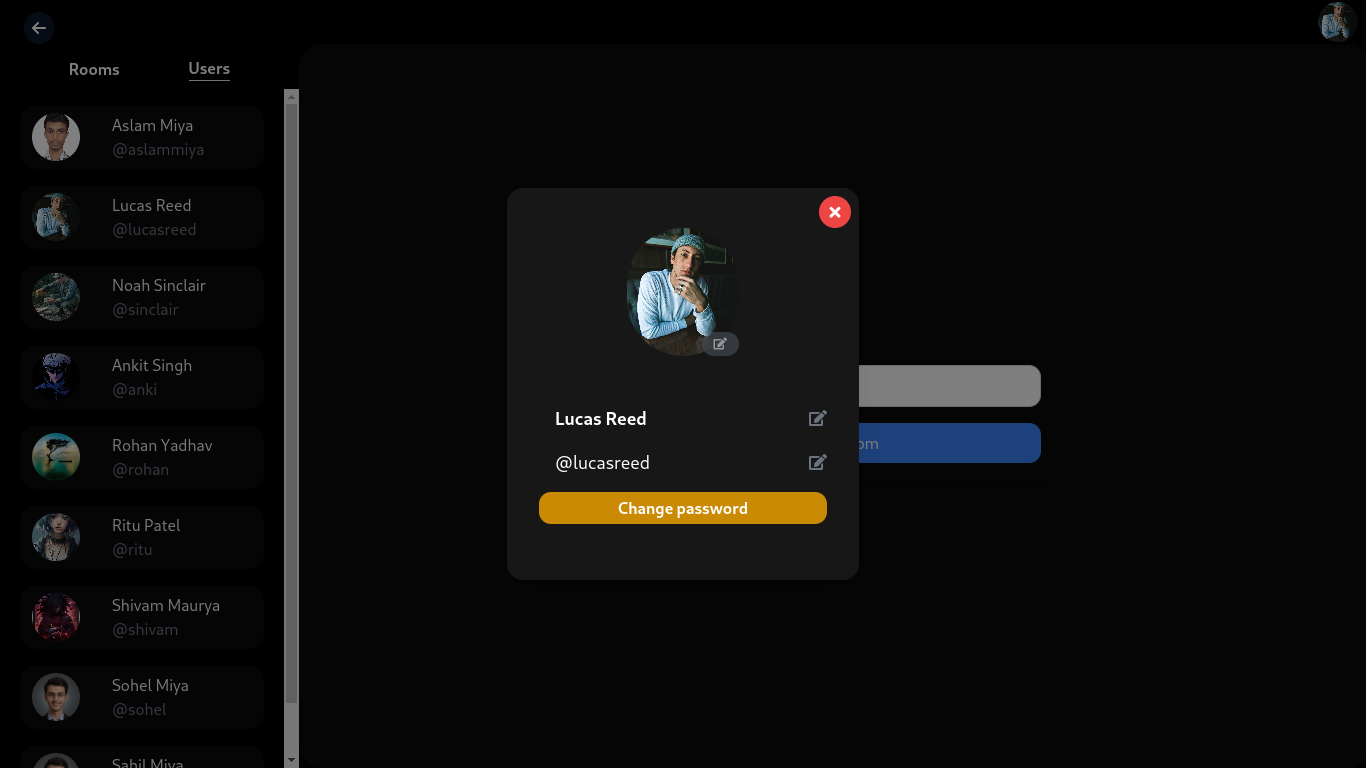 Rooms
Users
Aslam Miya
@aslammiya
Lucas Reed
@lucasreed
Noah Sinclair
@sinclair
Ankit Singh
@anki
Rohan Yadhav
@rohan
Ritu Patel
@ritu
Shivam Maurya
@shivam
Sohel Miya
@sohel
Sahil Miya
Lucas Reed
@lucasreed
Change password